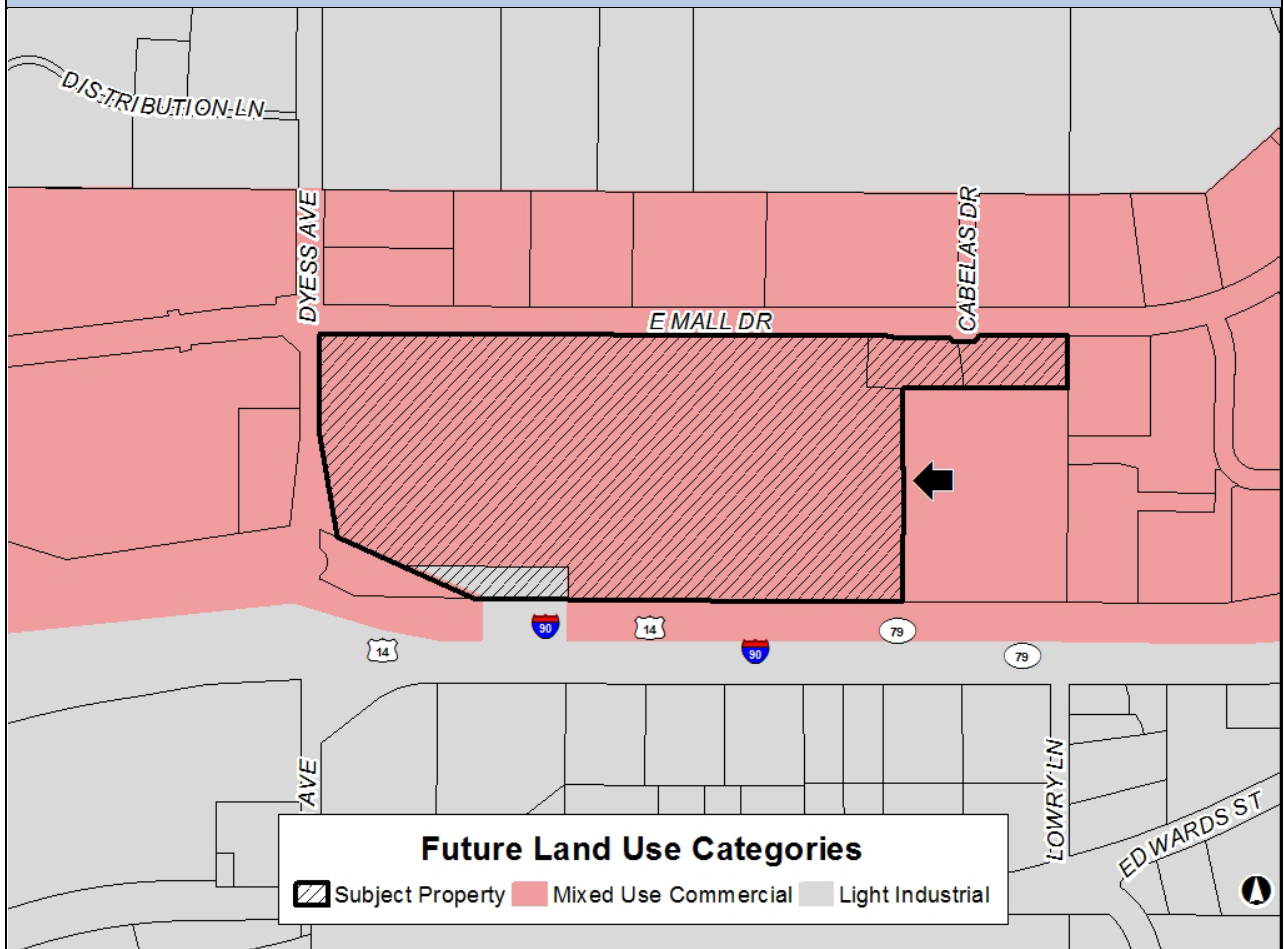 DISTRIBUTION LN
DYESS AVE
CABELAS DR
E MALL DR
90
14
79
14
90
79
AVE
LOWRY LN
EDWARDS ST
Future Land Use Categories
Subject Property
Mixed Use Commercial
Light Industrial